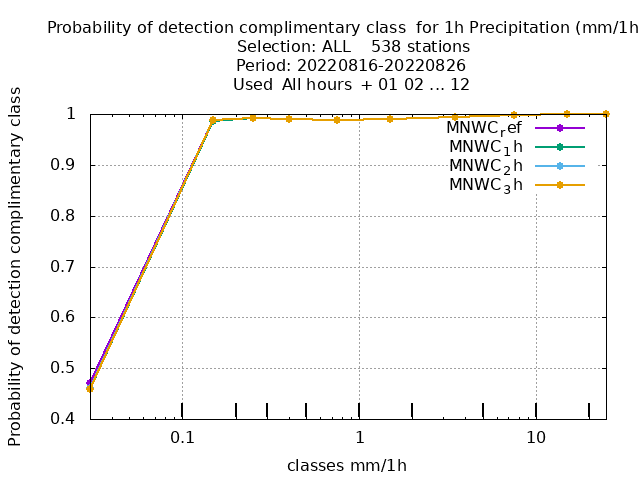 Probability of detection complimentary class  for 1h Precipitation (mm/1h
Selection: ALL    538 stations
Period: 20220816-20220826
Used  All hours  + 01 02 ... 12
Probability of detection complimentary class
1
0.9
0.8
0.7
0.6
0.5
0.4
MNWC_ref
MNWC_1h
MNWC_2h
MNWC_3h
0.1
1
10
classes mm/1h